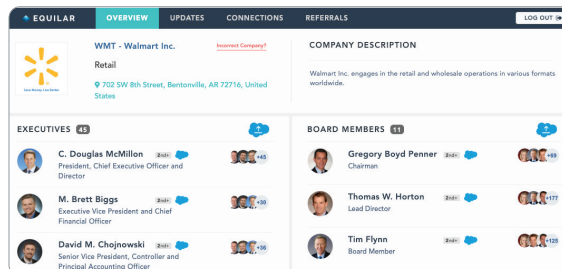 EQUILAR
OVERVIEW
UPDATES
CONNECTIONS
REFERRALS
LOG OUT
WMT - Walmart Inc.
Incorrect Company?
Retail
702 SW 8th Street, Bentonville, AR 72716, United
States
Save Money. Live Better.
COMPANY DESCRIPTION
Walmart Inc. engages in the retail and wholesale operations in various formats
worldwide.
EXECUTIVES 45
C. Douglas McMillon 2nd+ +45
President, Chief Executive Officer and
Director
M. Brett Biggs 2nd+ +30
Executive Vice President and Chief
Financial Officer
David M. Chojnowski 2nd+ +36
Senior Vice President, Controller and
Principal Accounting Officer
BOARD MEMBERS 11
Gregory Boyd Penner 2nd+ +69
Chairman
Thomas W. Horton 2nd+ +177
Lead Director
Tim Flynn 2nd+ +125
Board Member